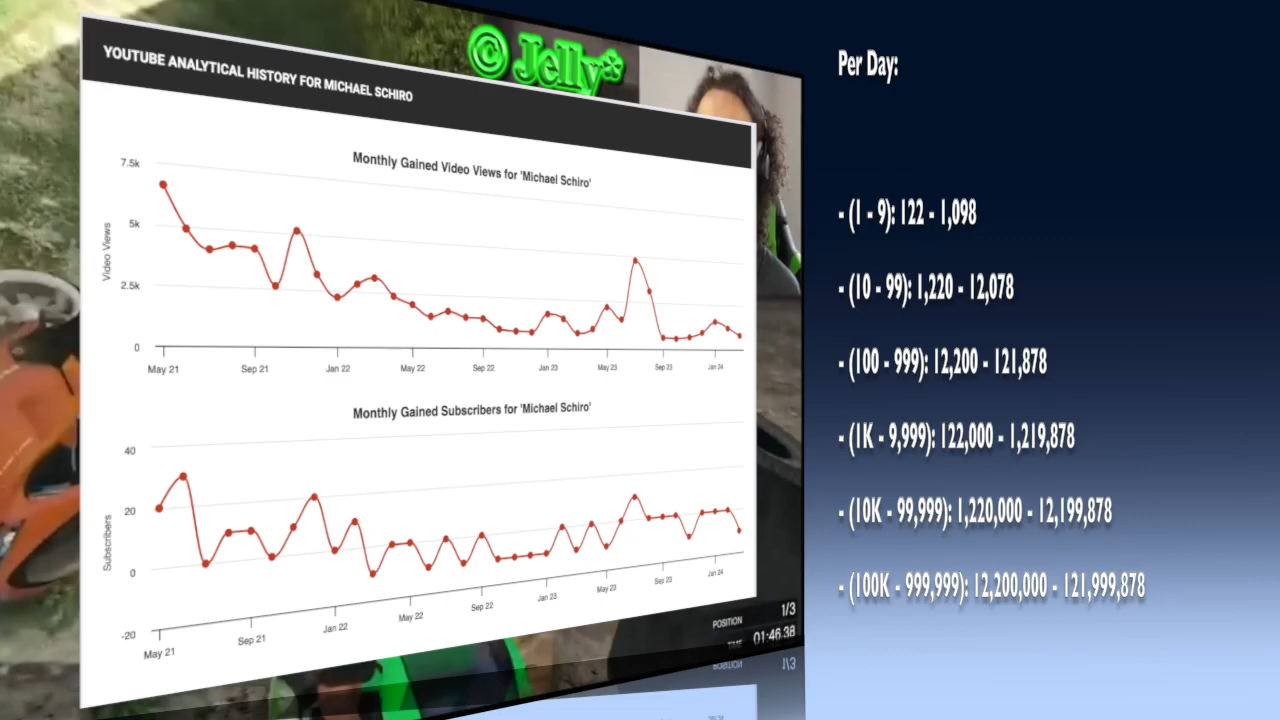 © Jelly*
YOUTUBE ANALYTICAL HISTORY FOR MICHAEL SCHIRO
Monthly Gained Video Views for 'Michael Schiro'
Video Views
7.5k
5k
2.5k
0
May 21
Sep 21
Jan 22
May 22
Sep 22
Jan 23
May 23
Sep 23
Jan 24
Monthly Gained Subscribers for 'Michael Schiro'
Subscribers
40
20
0
-20
May 21
Sep 21
Jan 22
May 22
Sep 22
Jan 23
May 23
Sep 23
Jan 24
POSITION 1/3
TIME 01:46.38
Per Day:
- (1 - 9): 122 - 1,098
- (10 - 99): 1,220 - 12,078
- (100 - 999): 12,200 - 121,878
- (1K - 9,999): 122,000 - 1,219,878
- (10K - 99,999): 1,220,000 - 12,199,878
- (100K - 999,999): 12,200,000 - 121,999,878